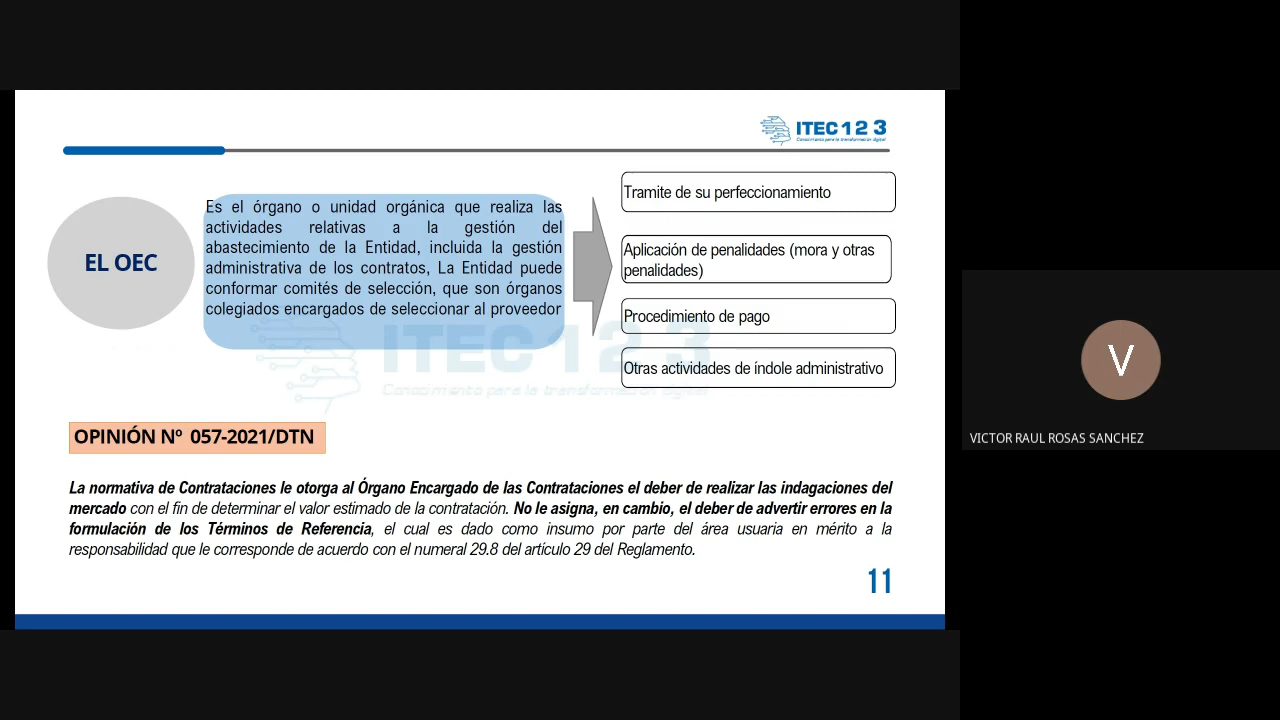 ITEC 1 2 3
Conocimiento para la transformación digital
EL OEC
Es el órgano o unidad orgánica que realiza las
actividades relativas a la gestión del
abastecimiento de la Entidad, incluida la gestión
administrativa de los contratos, La Entidad puede
conformar comités de selección, que son órganos
colegiados encargados de seleccionar al proveedor
Tramite de su perfeccionamiento
Aplicación de penalidades (mora y otras
penalidades)
Procedimiento de pago
Otras actividades de índole administrativo
ITEC 1 2 3
Conocimiento para la transformación digital
OPINIÓN Nº 057-2021/DTN
La normativa de Contrataciones le otorga al Órgano Encargado de las Contrataciones el deber de realizar las indagaciones del
mercado con el fin de determinar el valor estimado de la contratación. No le asigna, en cambio, el deber de advertir errores en la
formulación de los Términos de Referencia, el cual es dado como insumo por parte del área usuaria en mérito a la
responsabilidad que le corresponde de acuerdo con el numeral 29.8 del artículo 29 del Reglamento.
11
V
VICTOR RAUL ROSAS SANCHEZ